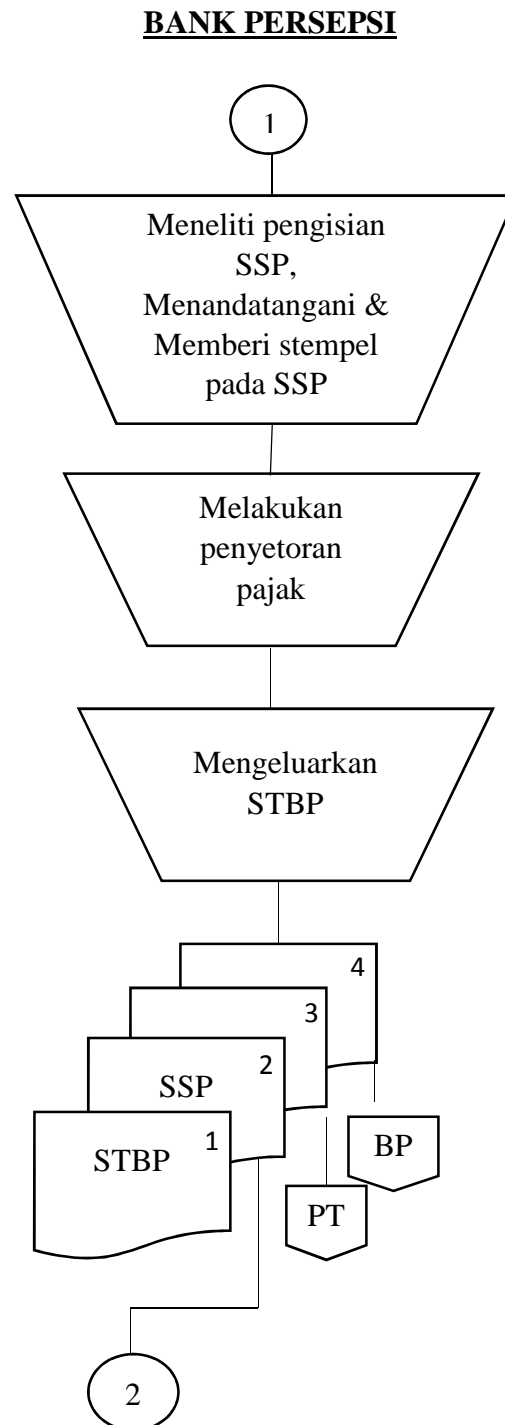 BANK PERSEPSI
1
Meneliti pengisian
SSP,
Menandatangani &
Memberi stempel
pada SSP
Melakukan
penyetoran
pajak
Mengeluarkan
STBP
4
3
2
SSP
1
STBP
BP
PT
2